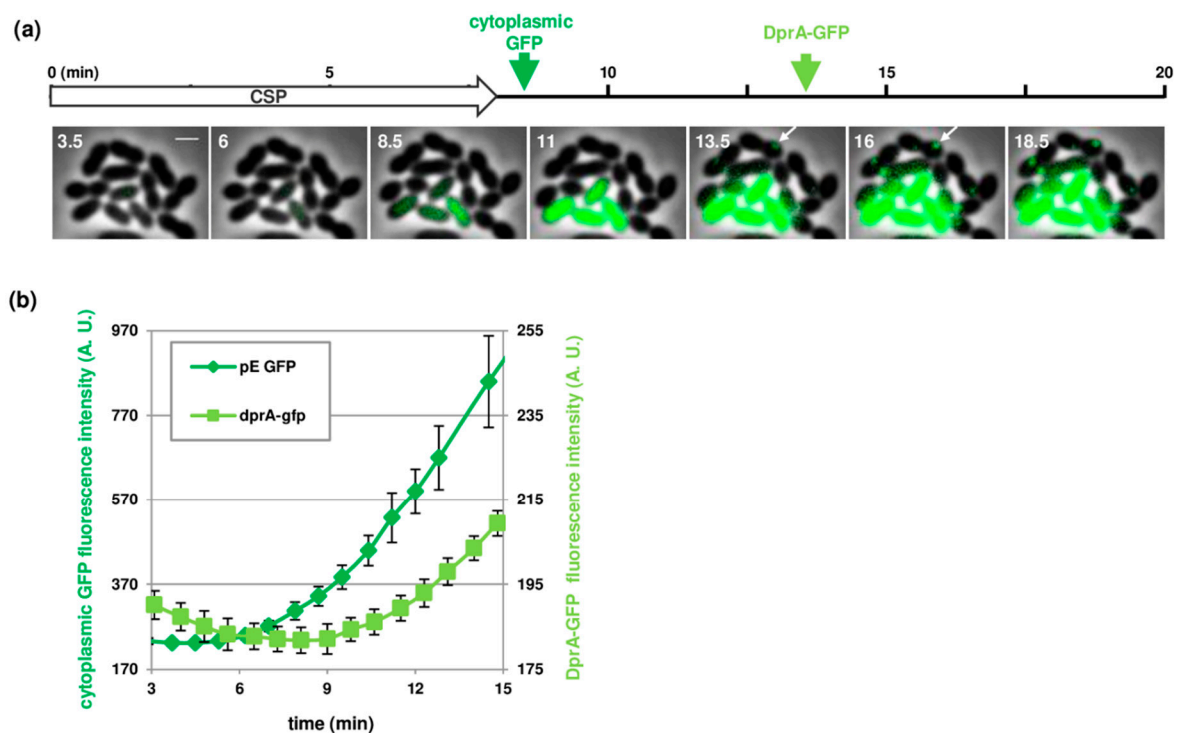 (a)
cytoplasmic
GFP
DprA-GFP
0 (min) 5 10 15 20
CSP
3.5 6 8.5 11 13.5 16 18.5
(b)
cytoplasmic GFP fluorescence intensity (A. U.)
970
770
570
370
170
pE GFP
dprA-gfp
255
235
215
195
175
DprA-GFP fluorescence intensity (A. U.)
3 6 9 12 15
time (min)